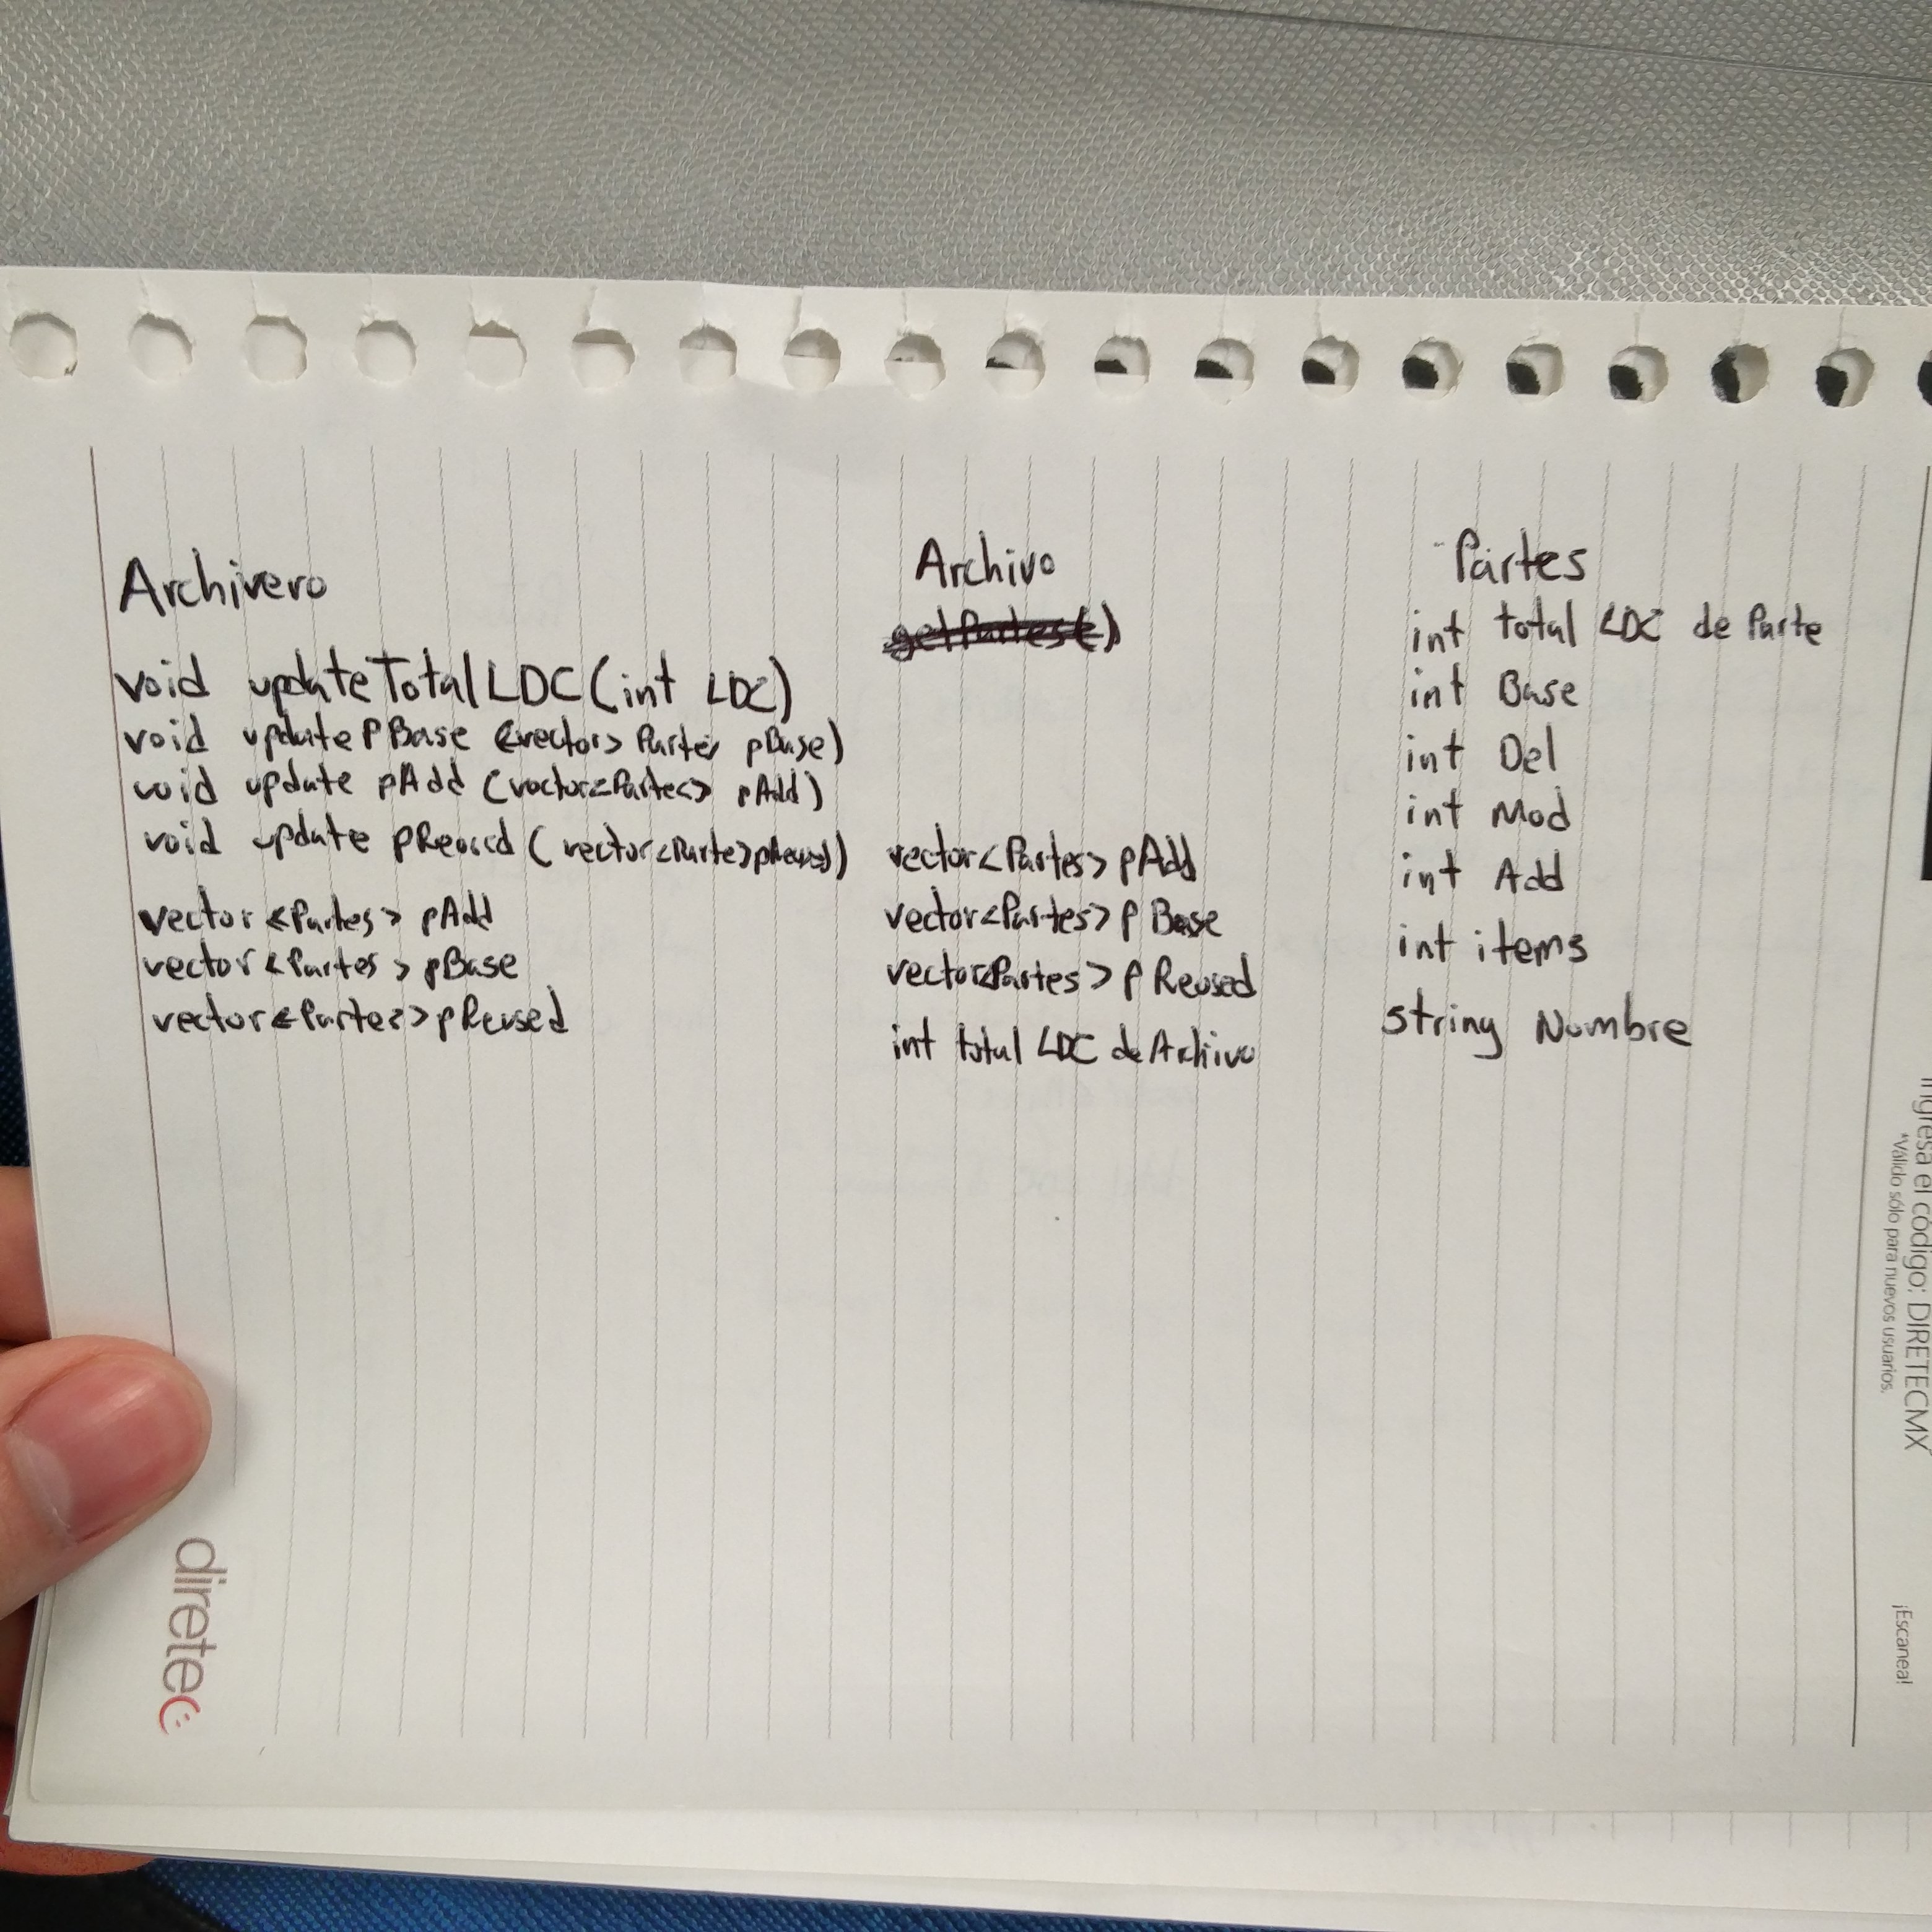 Archivero
void updateTotalLDC(int LDC)
void updatePBase (<vector> Partes pBase)
void update pAdd (vector<Partes> pAdd)
void update pReused (vector<Parte>pReused)
vector<Partes> pAdd
vector<Partes> pBase
vector<Partes> pReused
Archivo
getPartes()
vector<Partes> pAdd
vector<Partes> pBase
vector<Partes> pReused
int total LDC de Archivo
Partes
int total LDC de Parte
int Base
int Del
int Mod
int Add
int items
string Nombre
diretec
Ingresa el código: DIRETECMX
*Válido sólo para nuevos usuarios.
¡Escanea!